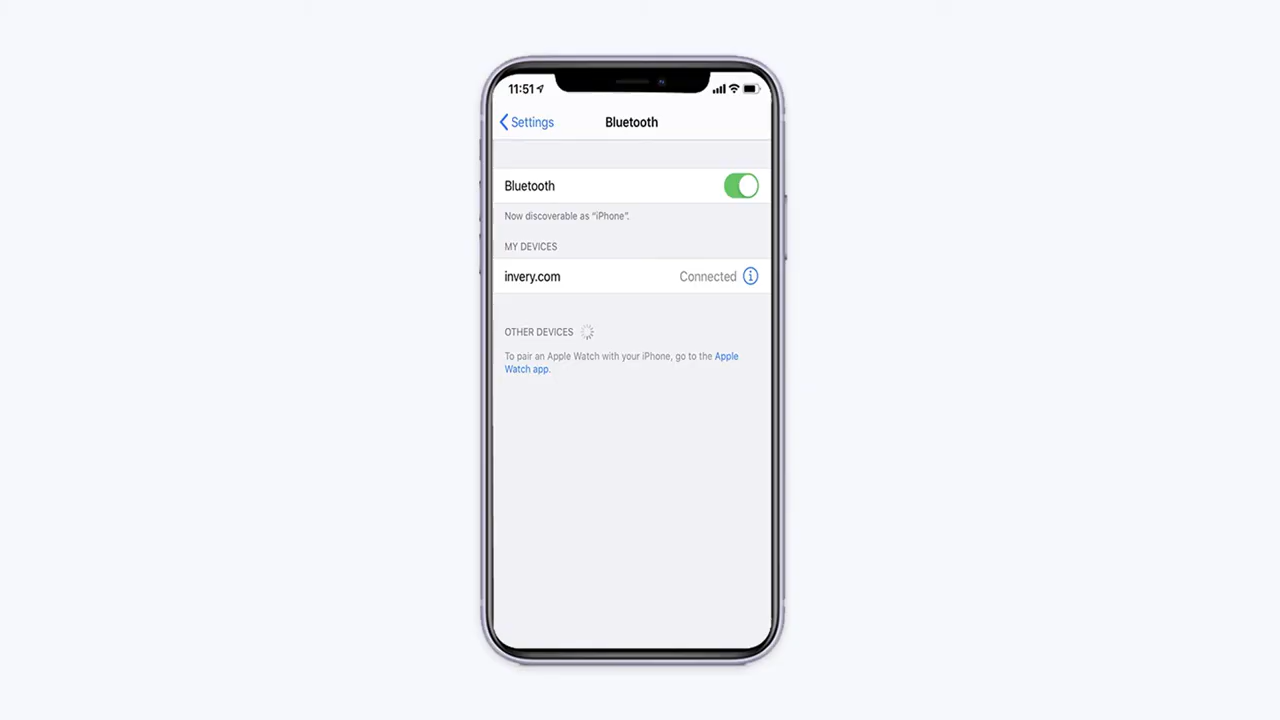 11:51
Settings
Bluetooth
Bluetooth
Now discoverable as “iPhone”.
MY DEVICES
invery.com Connected
OTHER DEVICES
To pair an Apple Watch with your iPhone, go to the Apple
Watch app.